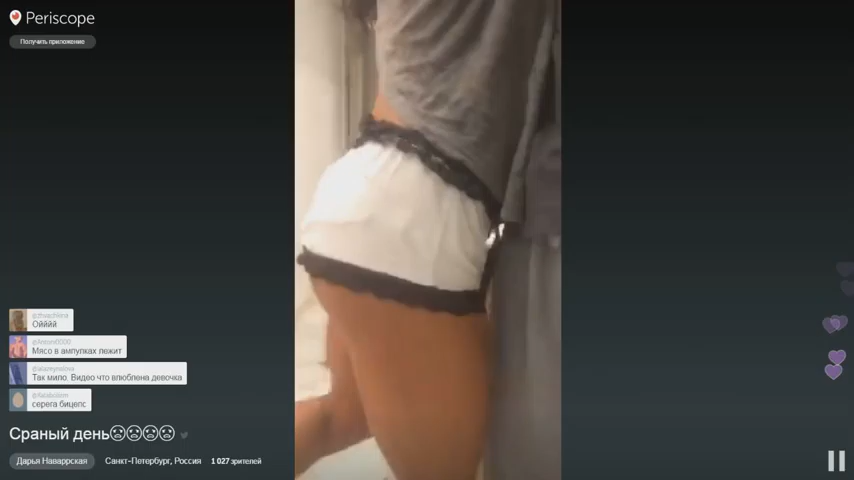 Periscope
Получить приложение
Ойййй
Мясо в ампулках лежит
Так мило. Видео что влюблена девочка
серега бицепс
Сраный день
Дарья Наваррская Санкт-Петербург, Россия 1 027 зрителей